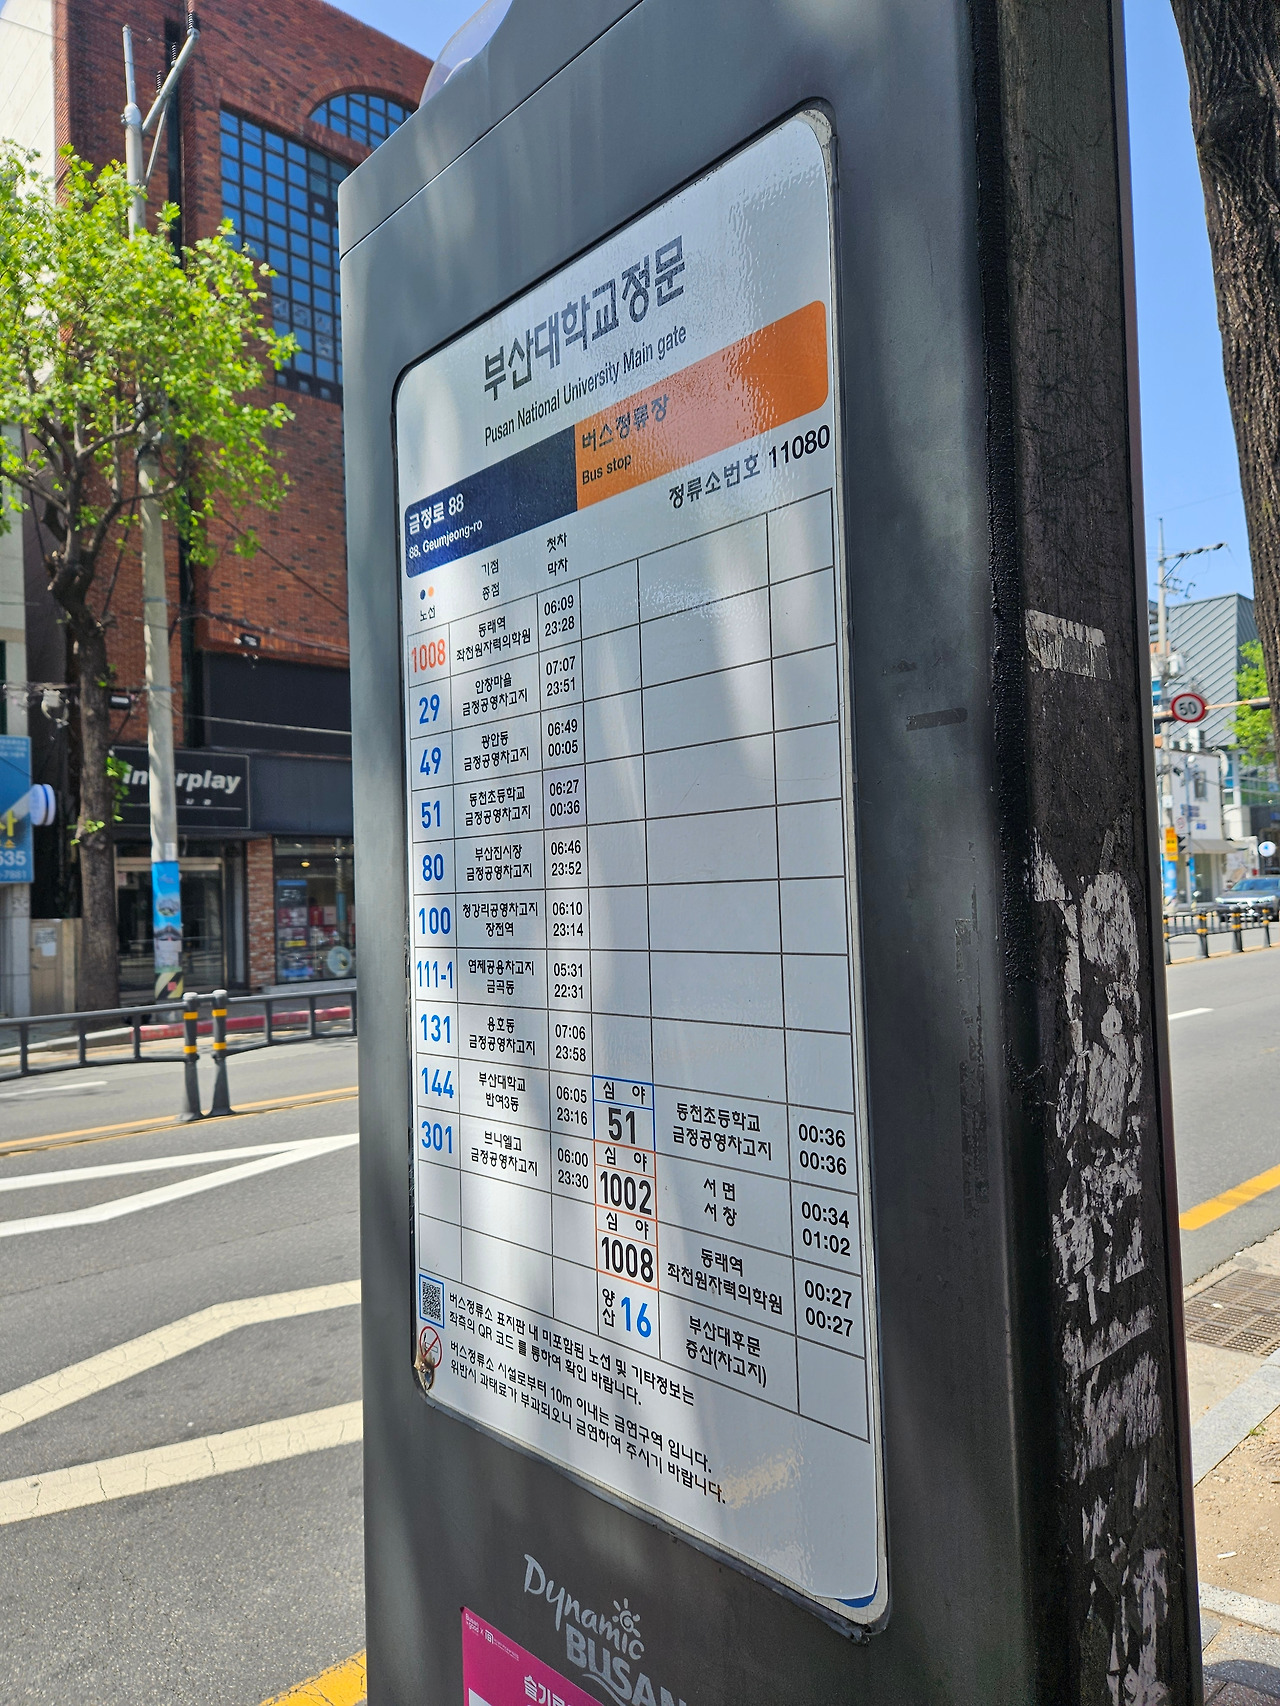 부산대학교정문
Pusan National University Main gate
버스정류장
Bus stop
금정로 88
88, Geumjeong-ro
정류소번호 11080
노선
기점
종점
첫차
막차
1008
동래역
좌천원자력의학원
06:09
23:28
29
안창마을
금정공영차고지
07:07
23:51
49
광안동
금정공영차고지
06:49
00:05
51
동천초등학교
금정공영차고지
06:27
00:36
80
부산진시장
금정공영차고지
06:46
23:52
100
청강리공영차고지
장전역
06:10
23:14
111-1
연제공용차고지
금곡동
05:31
22:31
131
용호동
금정공영차고지
07:06
23:58
144
부산대학교
반여3동
06:05
23:16
301
브니엘고
금정공영차고지
06:00
23:30
심 야
51
동천초등학교
금정공영차고지
00:36
00:36
심 야
1002
서면
서창
00:34
01:02
심 야
1008
동래역
좌천원자력의학원
00:27
00:27
양산 16
부산대후문
증산(차고지)
버스정류소 표지판 내 미포함된 노선 및 기타정보는
좌측의 QR 코드 를 통하여 확인 바랍니다.
버스정류소 시설로부터 10m 이내는 금연구역 입니다.
위반시 과태료가 부과되오니 금연하여 주시기 바랍니다.
Dynamic
BUSAN
슬기로
interplay
535
50